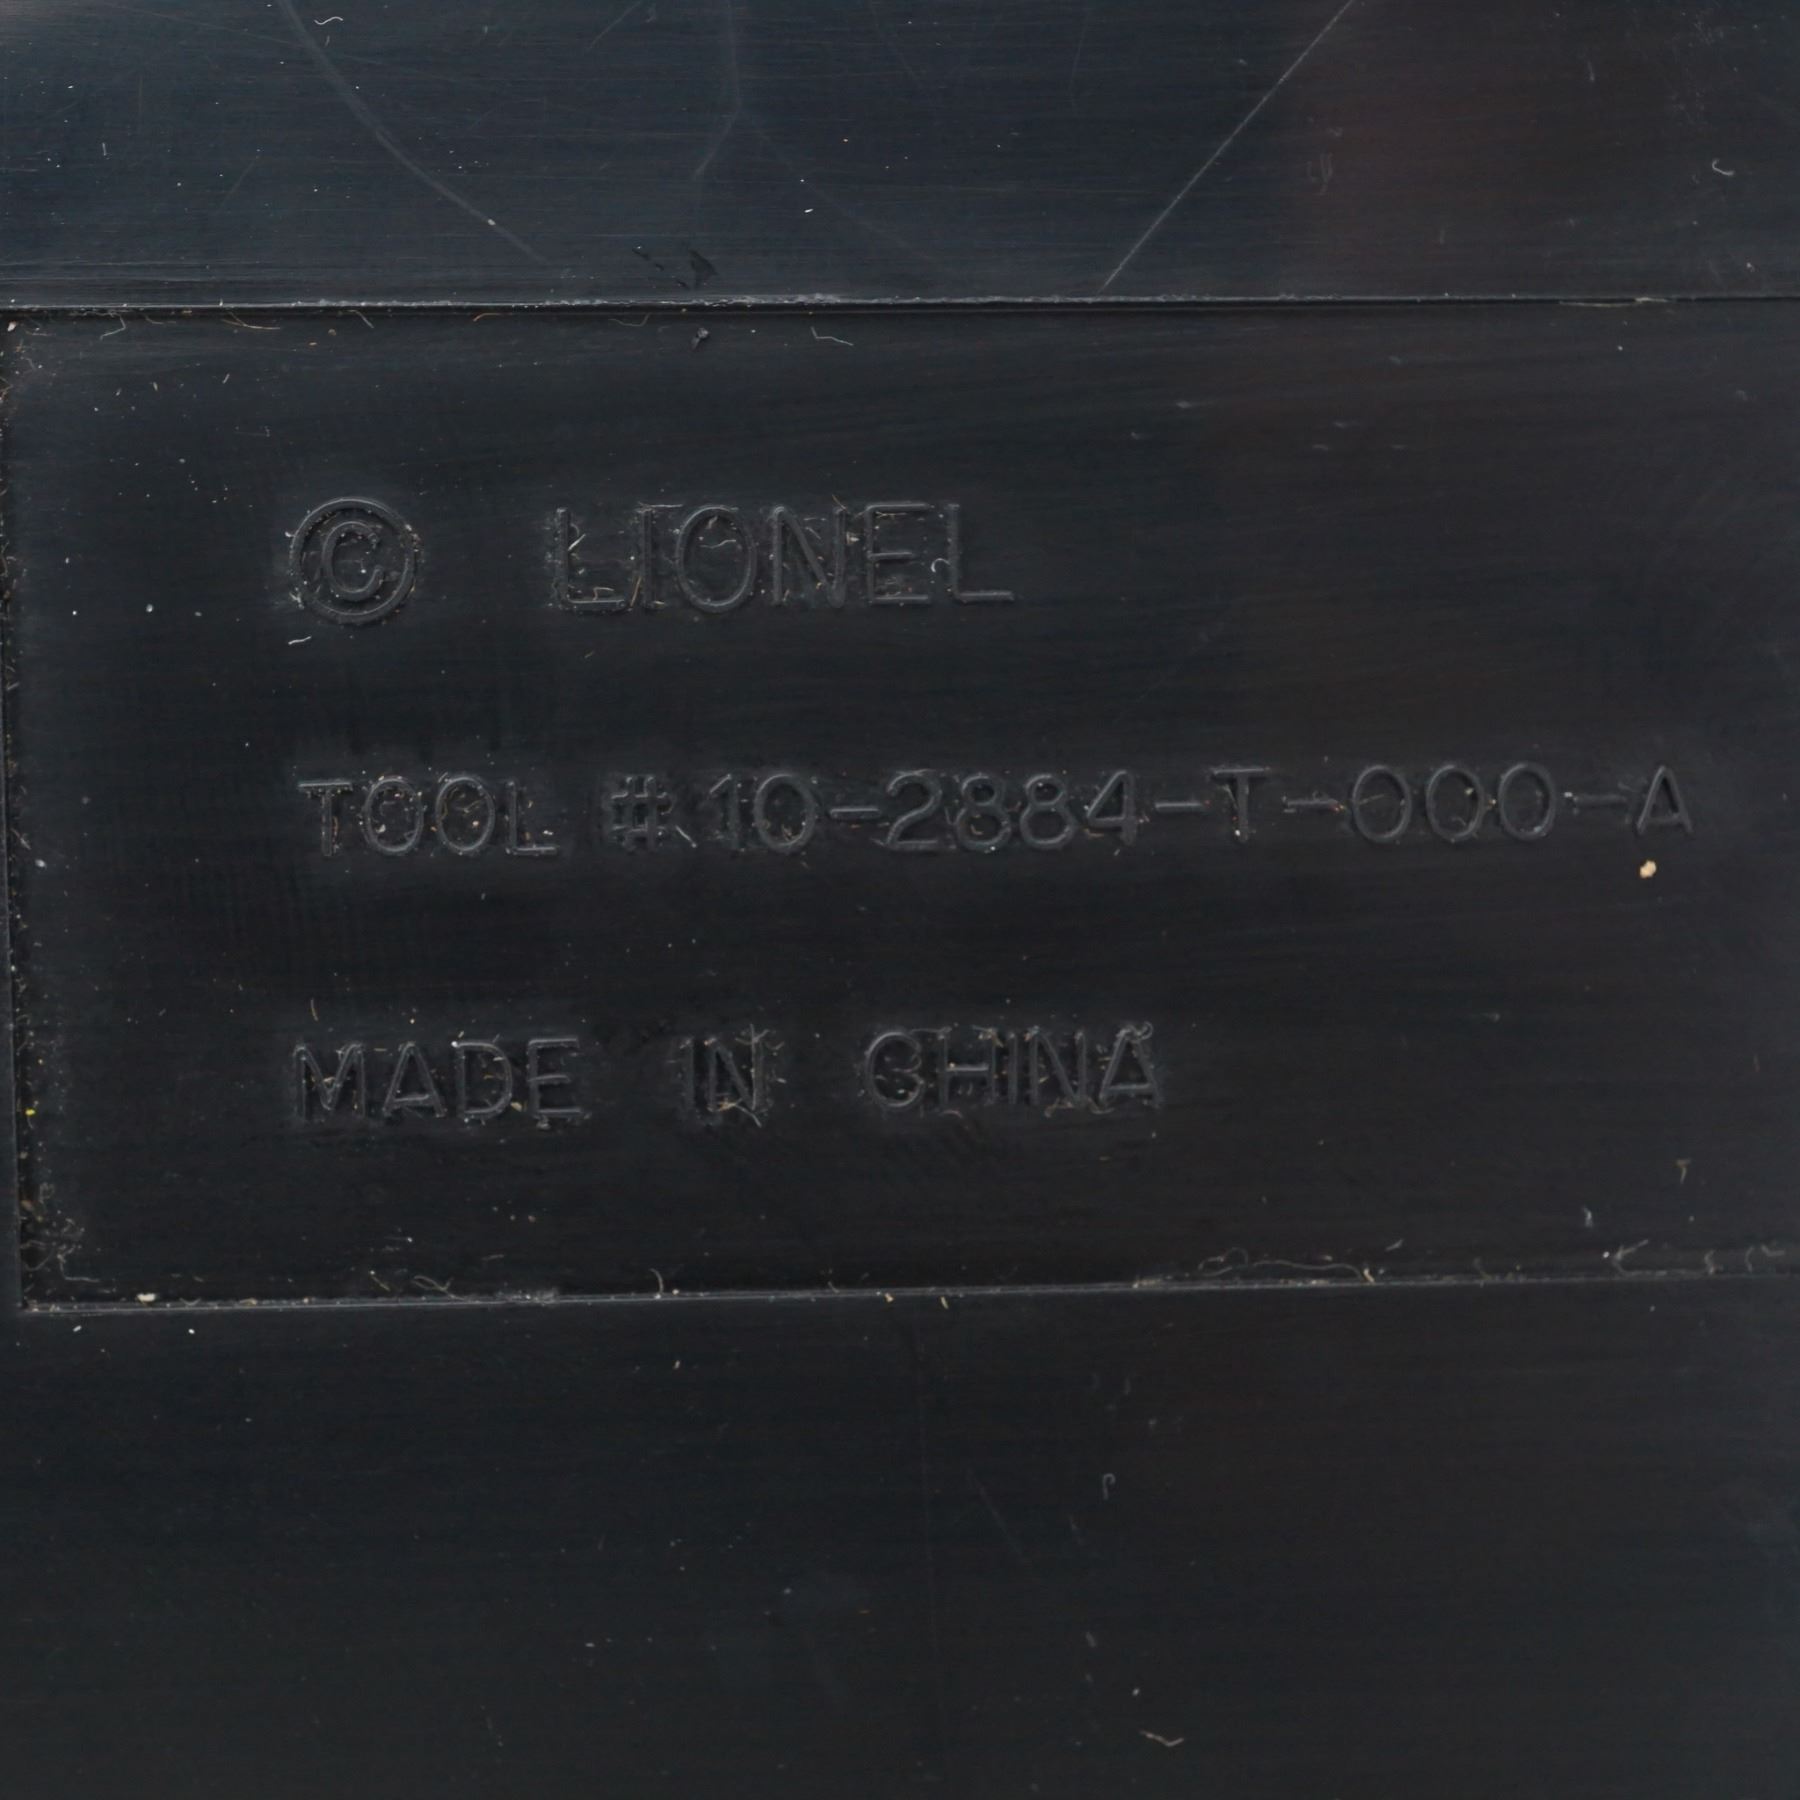 © LIONEL
TOOL # 10-2884-T-000-A
MADE IN CHINA